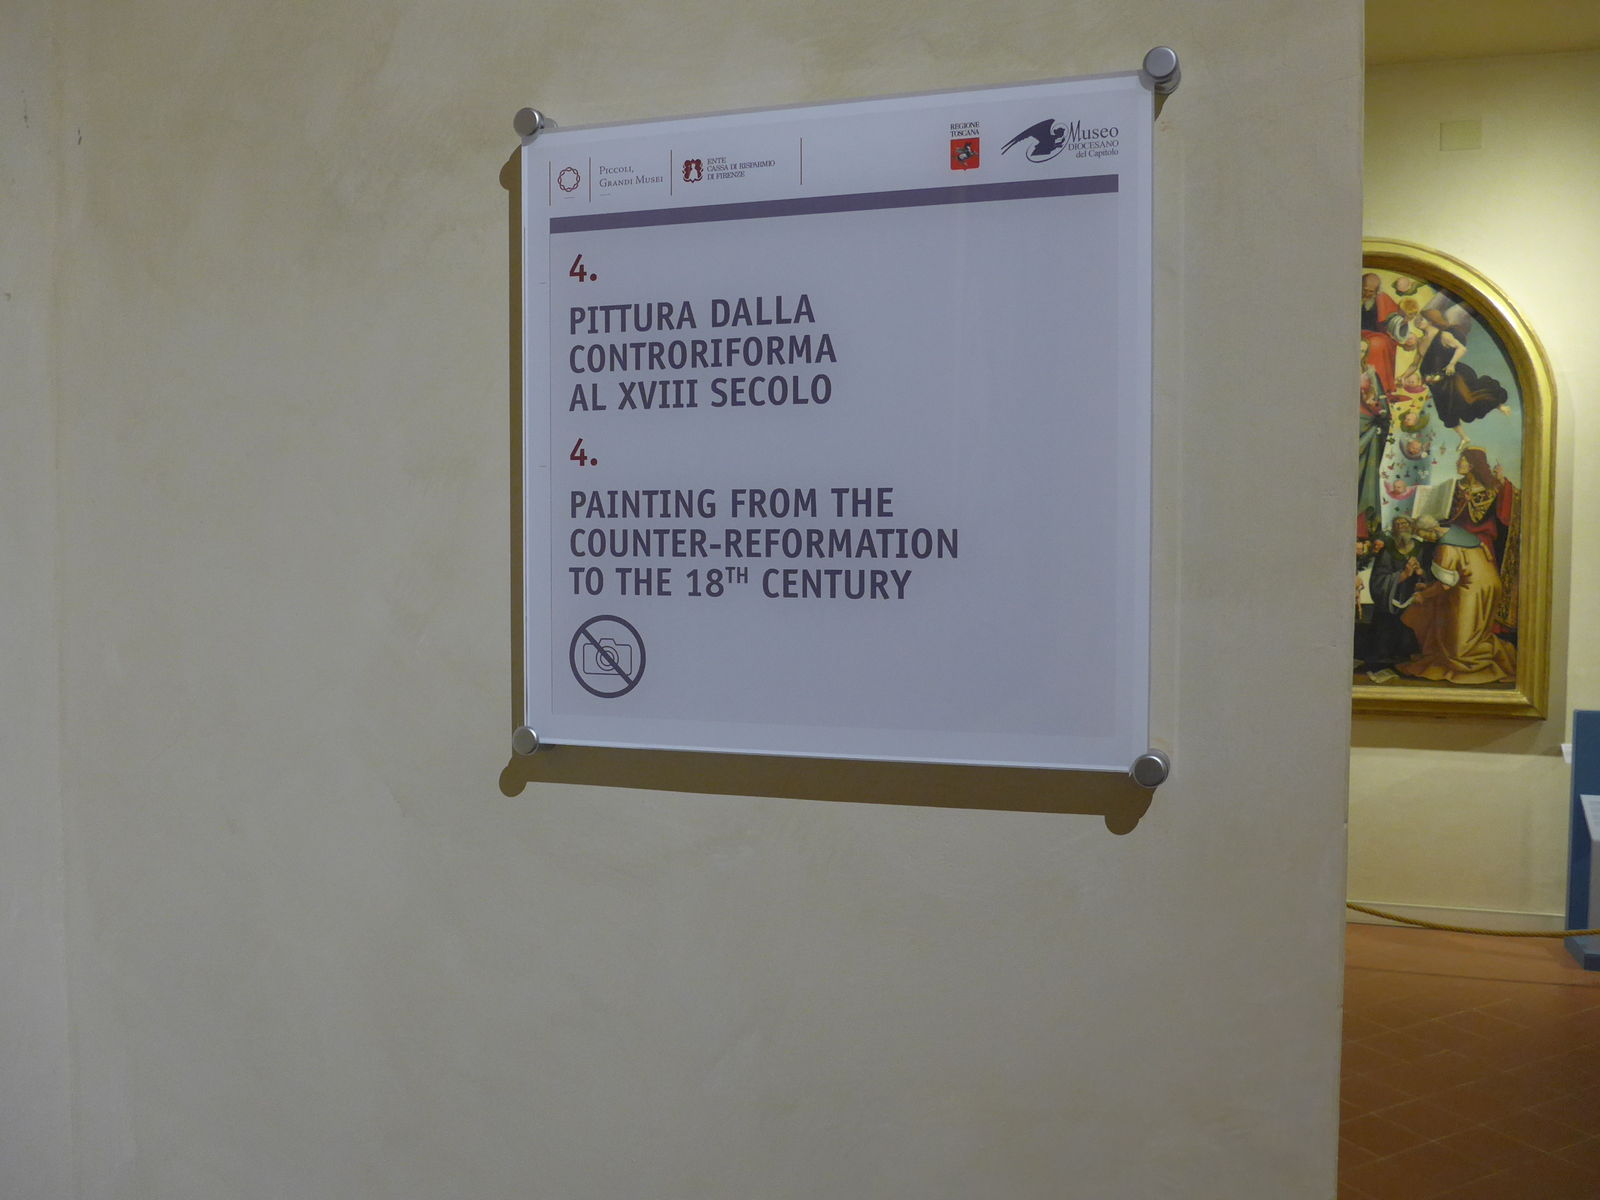 PICCOLI,
GRANDI MUSEI
ENTE
CASSA DI RISPARMIO
DI FIRENZE
REGIONE
TOSCANA
Museo
DIOCESANO
del Capitolo
4.
PITTURA DALLA
CONTRORIFORMA
AL XVIII SECOLO
4.
PAINTING FROM THE
COUNTER-REFORMATION
TO THE 18TH CENTURY